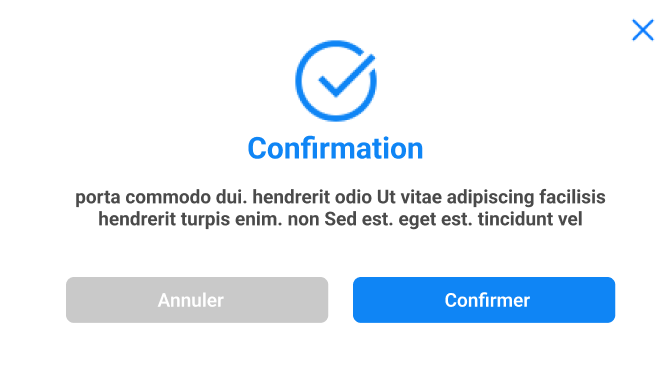 Confirmation
porta commodo dui. hendrerit odio Ut vitae adipiscing facilisis
hendrerit turpis enim. non Sed est. eget est. tincidunt vel
Annuler
Confirmer